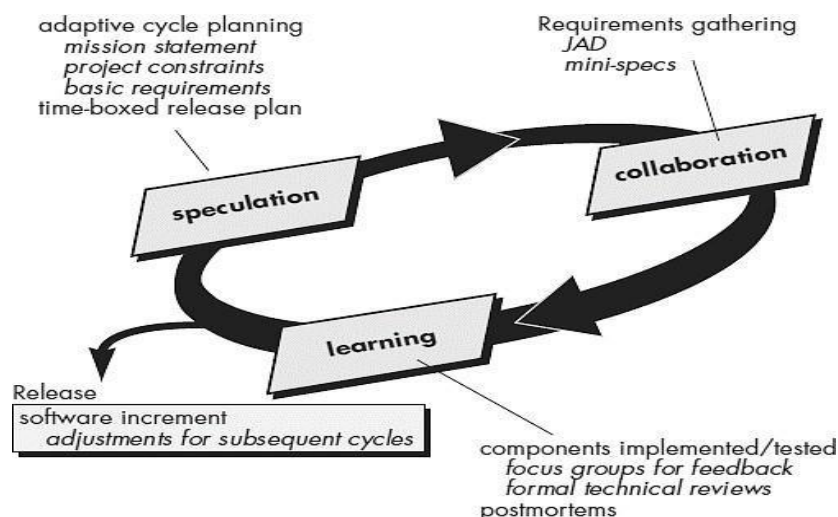 adaptive cycle planning
mission statement
project constraints
basic requirements
time-boxed release plan
Requirements gathering
JAD
mini-specs
speculation
collaboration
learning
Release
software increment
adjustments for subsequent cycles
components implemented/tested
focus groups for feedback
formal technical reviews
postmortems